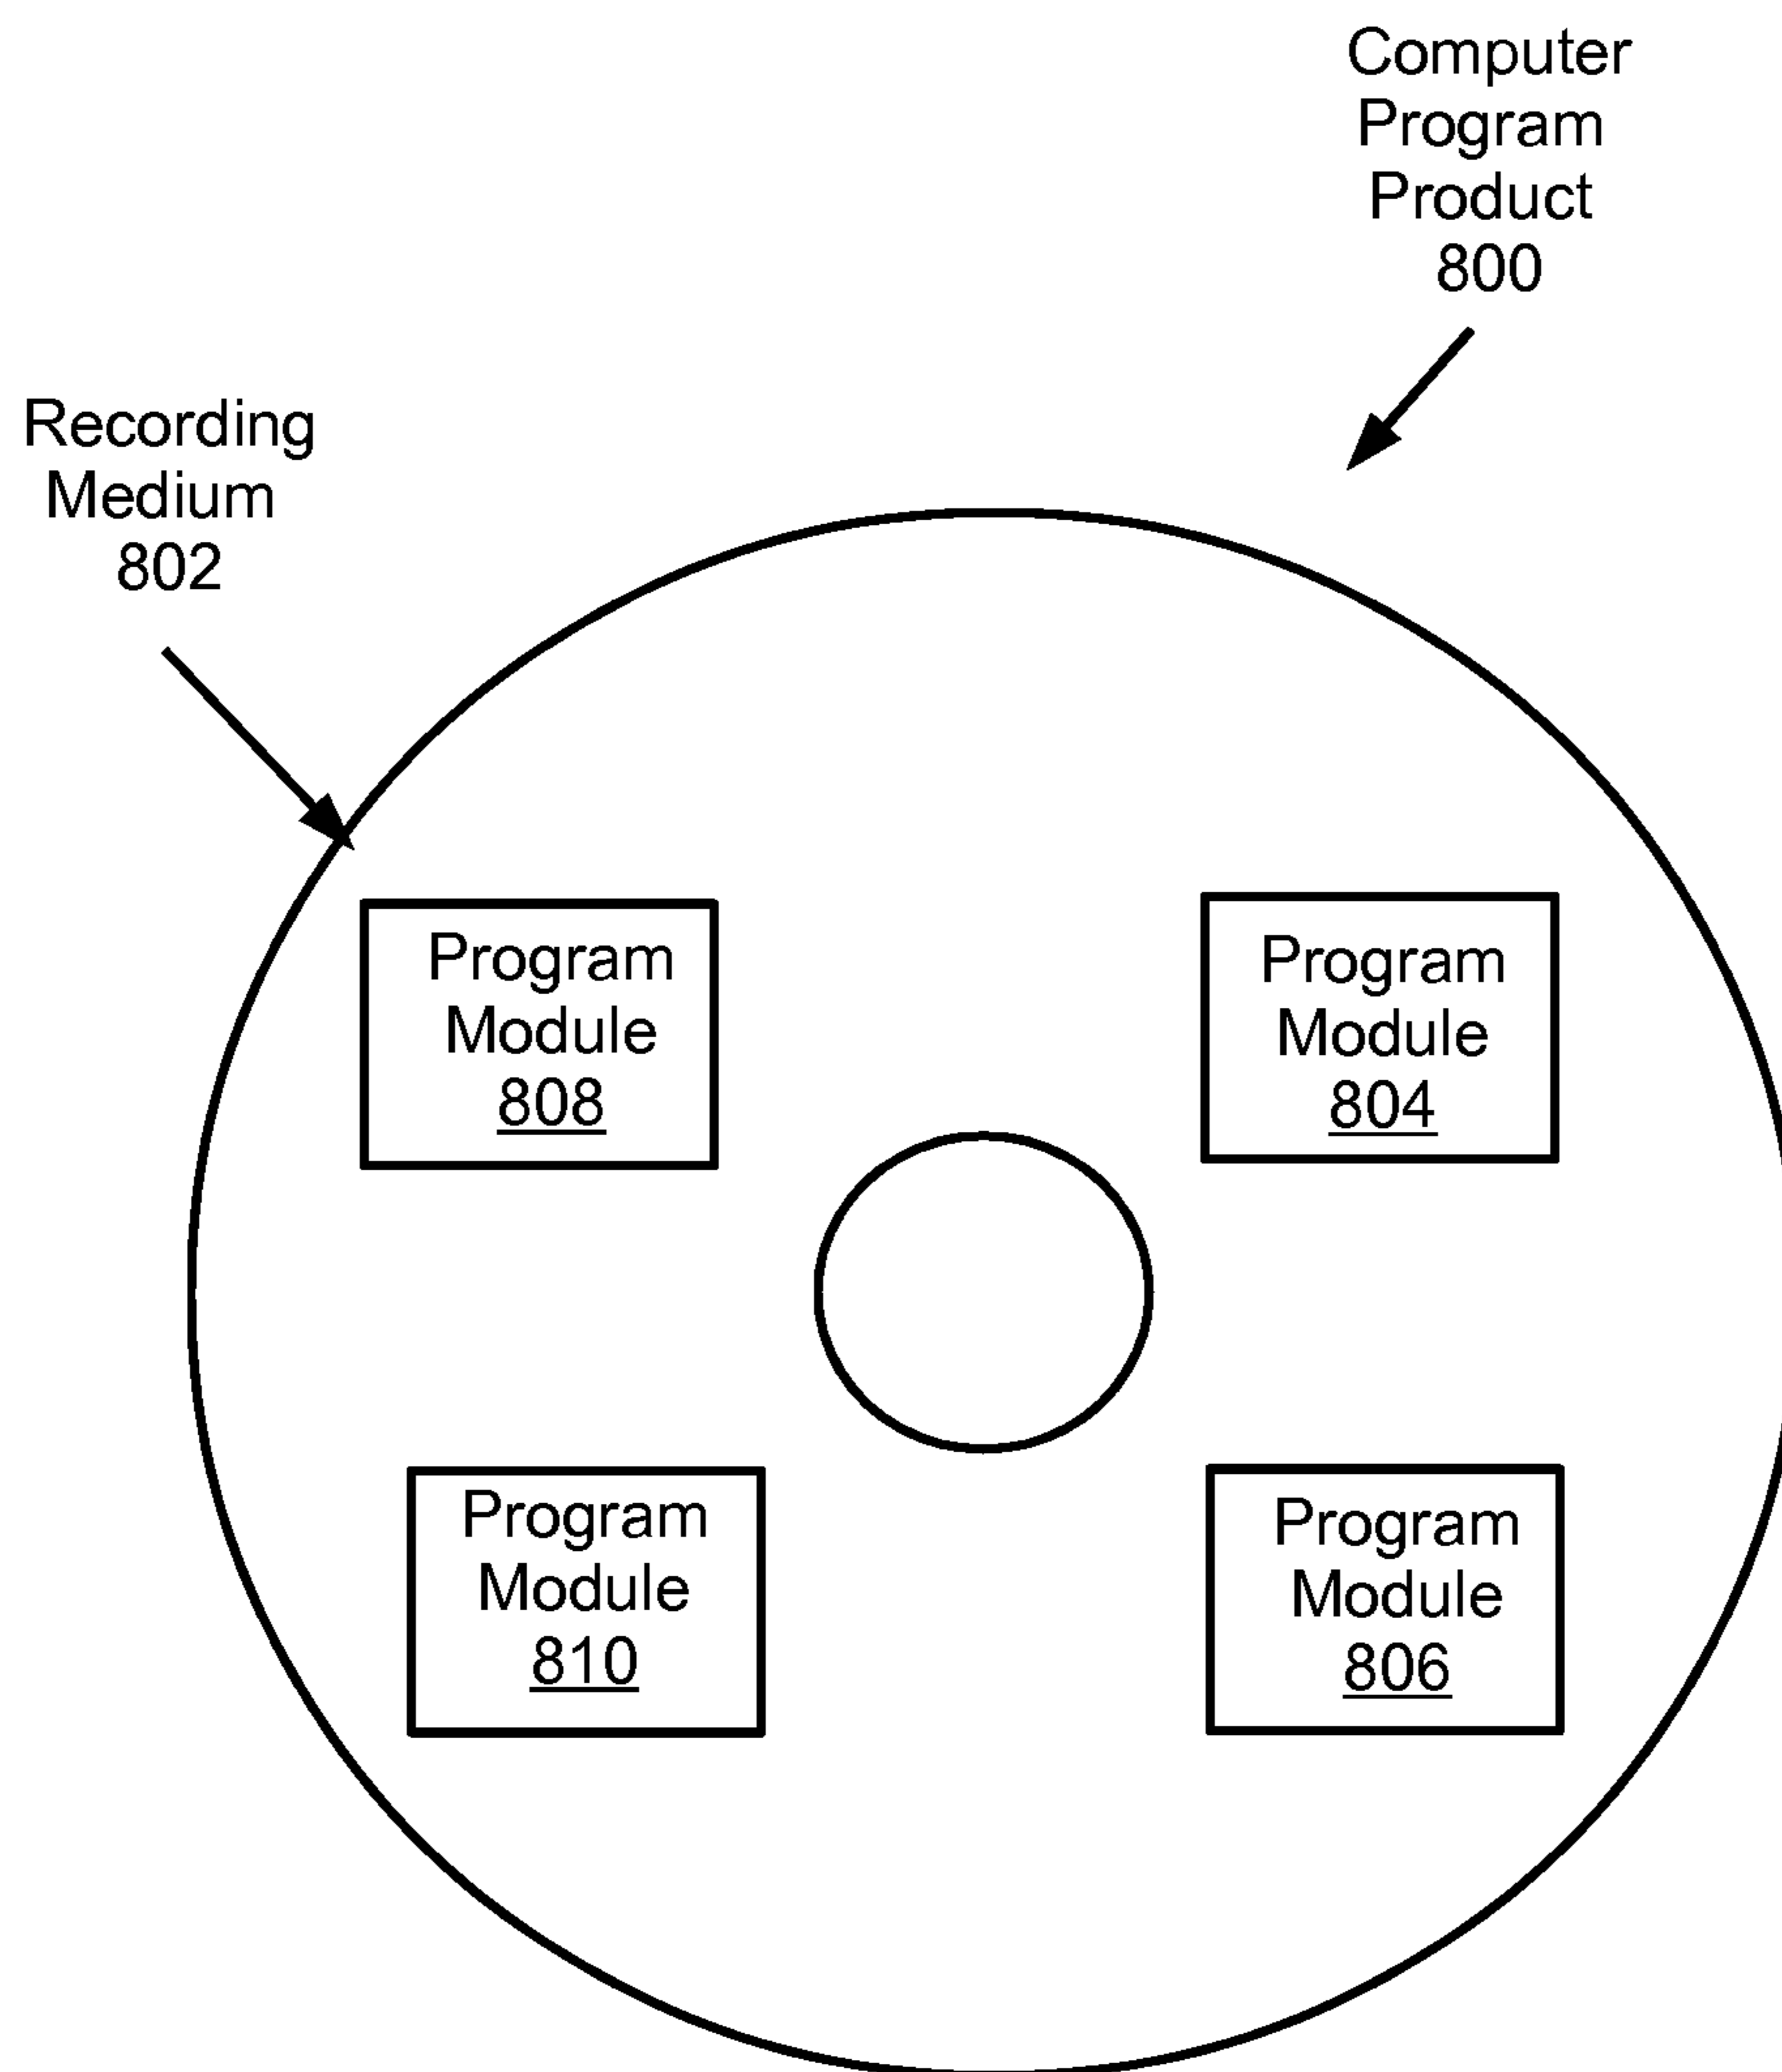 Computer
Program
Product
800
Recording
Medium
802
Program
Module
808
Program
Module
804
Program
Module
810
Program
Module
806